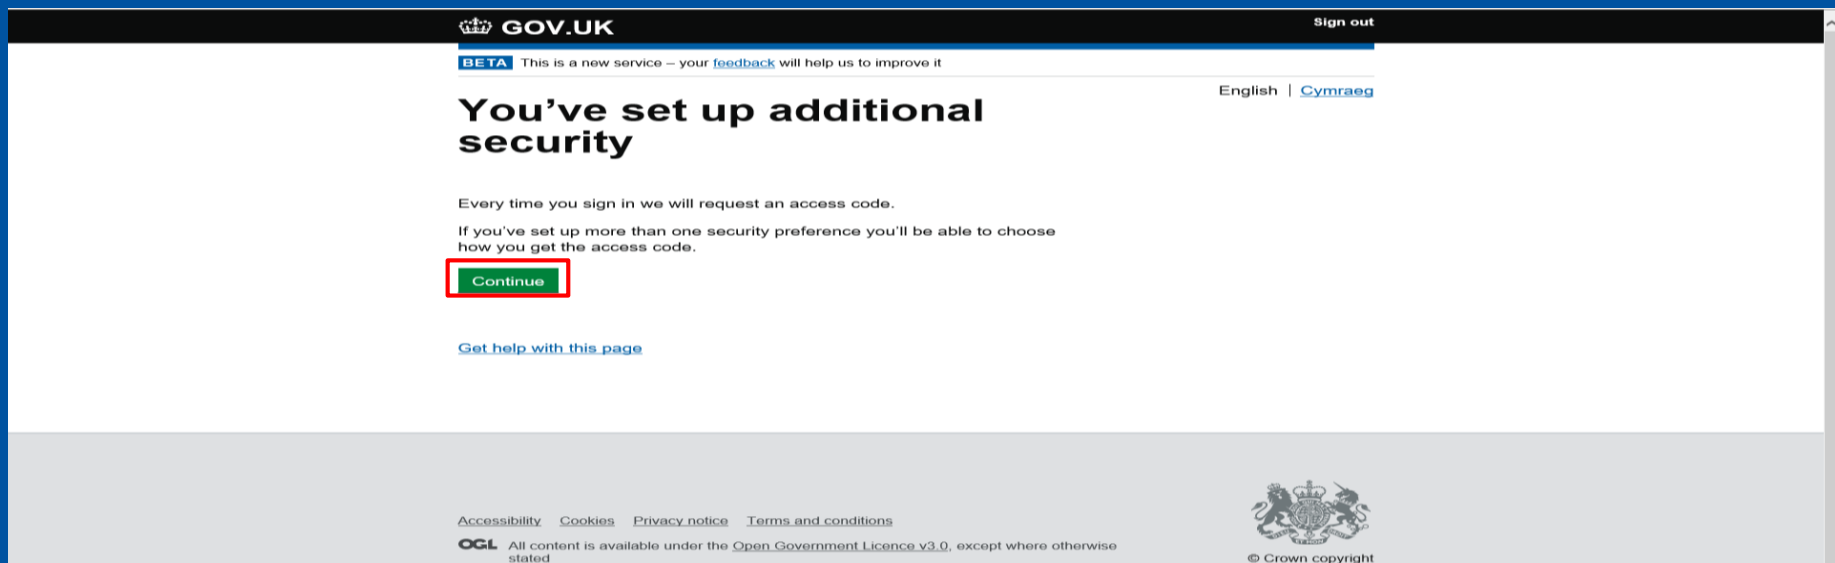 GOV.UK
Sign out
BETA This is a new service – your feedback will help us to improve it
English | Cymraeg
You’ve set up additional
security
Every time you sign in we will request an access code.
If you’ve set up more than one security preference you’ll be able to choose
how you get the access code.
Continue
Get help with this page
Accessibility Cookies Privacy notice Terms and conditions
OGL All content is available under the Open Government Licence v3.0, except where otherwise
stated
© Crown copyright